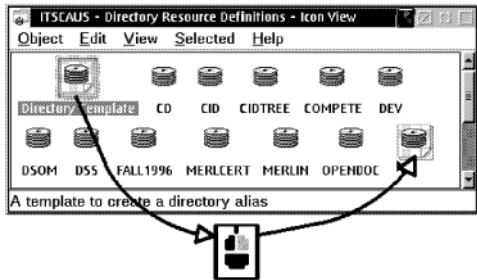 ITSCAUS - Directory Resource Definitions - Icon View
Object Edit View Selected Help
Directory Template CD CID CIDTREE COMPETE DEV
DSOM DSS FALL1996 MERLCERT MERLIN OPENDOC
A template to create a directory alias